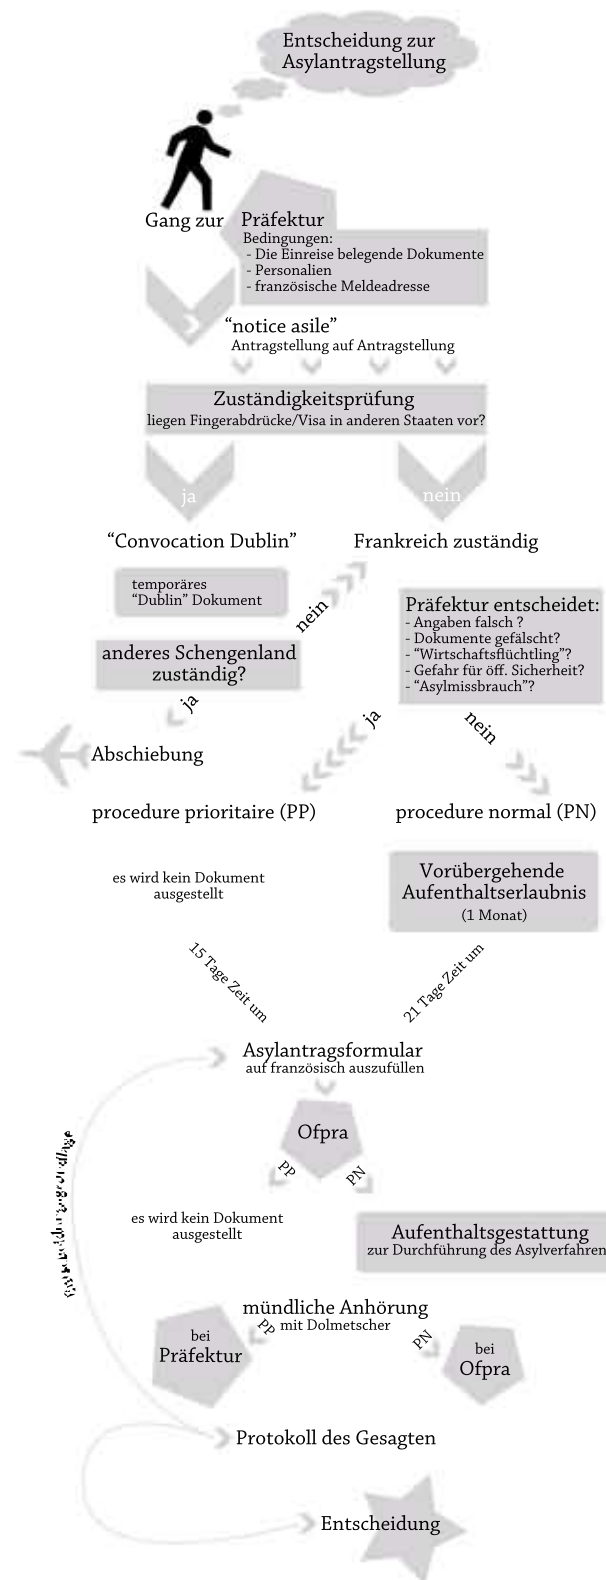 Entscheidung zur
Asylantragstellung
Gang zur
Präfektur
Bedingungen:
- Die Einreise belegende Dokumente
- Personalien
- französische Meldeadresse
“notice asile”
Antragstellung auf Antragstellung
Zuständigkeitsprüfung
liegen Fingerabdrücke/Visa in anderen Staaten vor?
ja
nein
“Convocation Dublin”
Frankreich zuständig
temporäres
“Dublin” Dokument
nein
Präfektur entscheidet:
- Angaben falsch ?
- Dokumente gefälscht?
- “Wirtschaftsflüchtling”?
- Gefahr für öff. Sicherheit?
- “Asylmissbrauch”?
anderes Schengenland
zuständig?
ja
ja
nein
Abschiebung
procedure prioritaire (PP)
procedure normal (PN)
es wird kein Dokument
ausgestellt
Vorübergehende
Aufenthaltserlaubnis
(1 Monat)
15 Tage Zeit um
21 Tage Zeit um
Asylantragsformular
auf französisch auszufüllen
Ofpra
PP
PN
es wird kein Dokument
ausgestellt
Aufenthaltsgestattung
zur Durchführung des Asylverfahren
mündliche Anhörung
mit Dolmetscher
PP
PN
bei
Präfektur
bei
Ofpra
Protokoll des Gesagten
Entscheidung